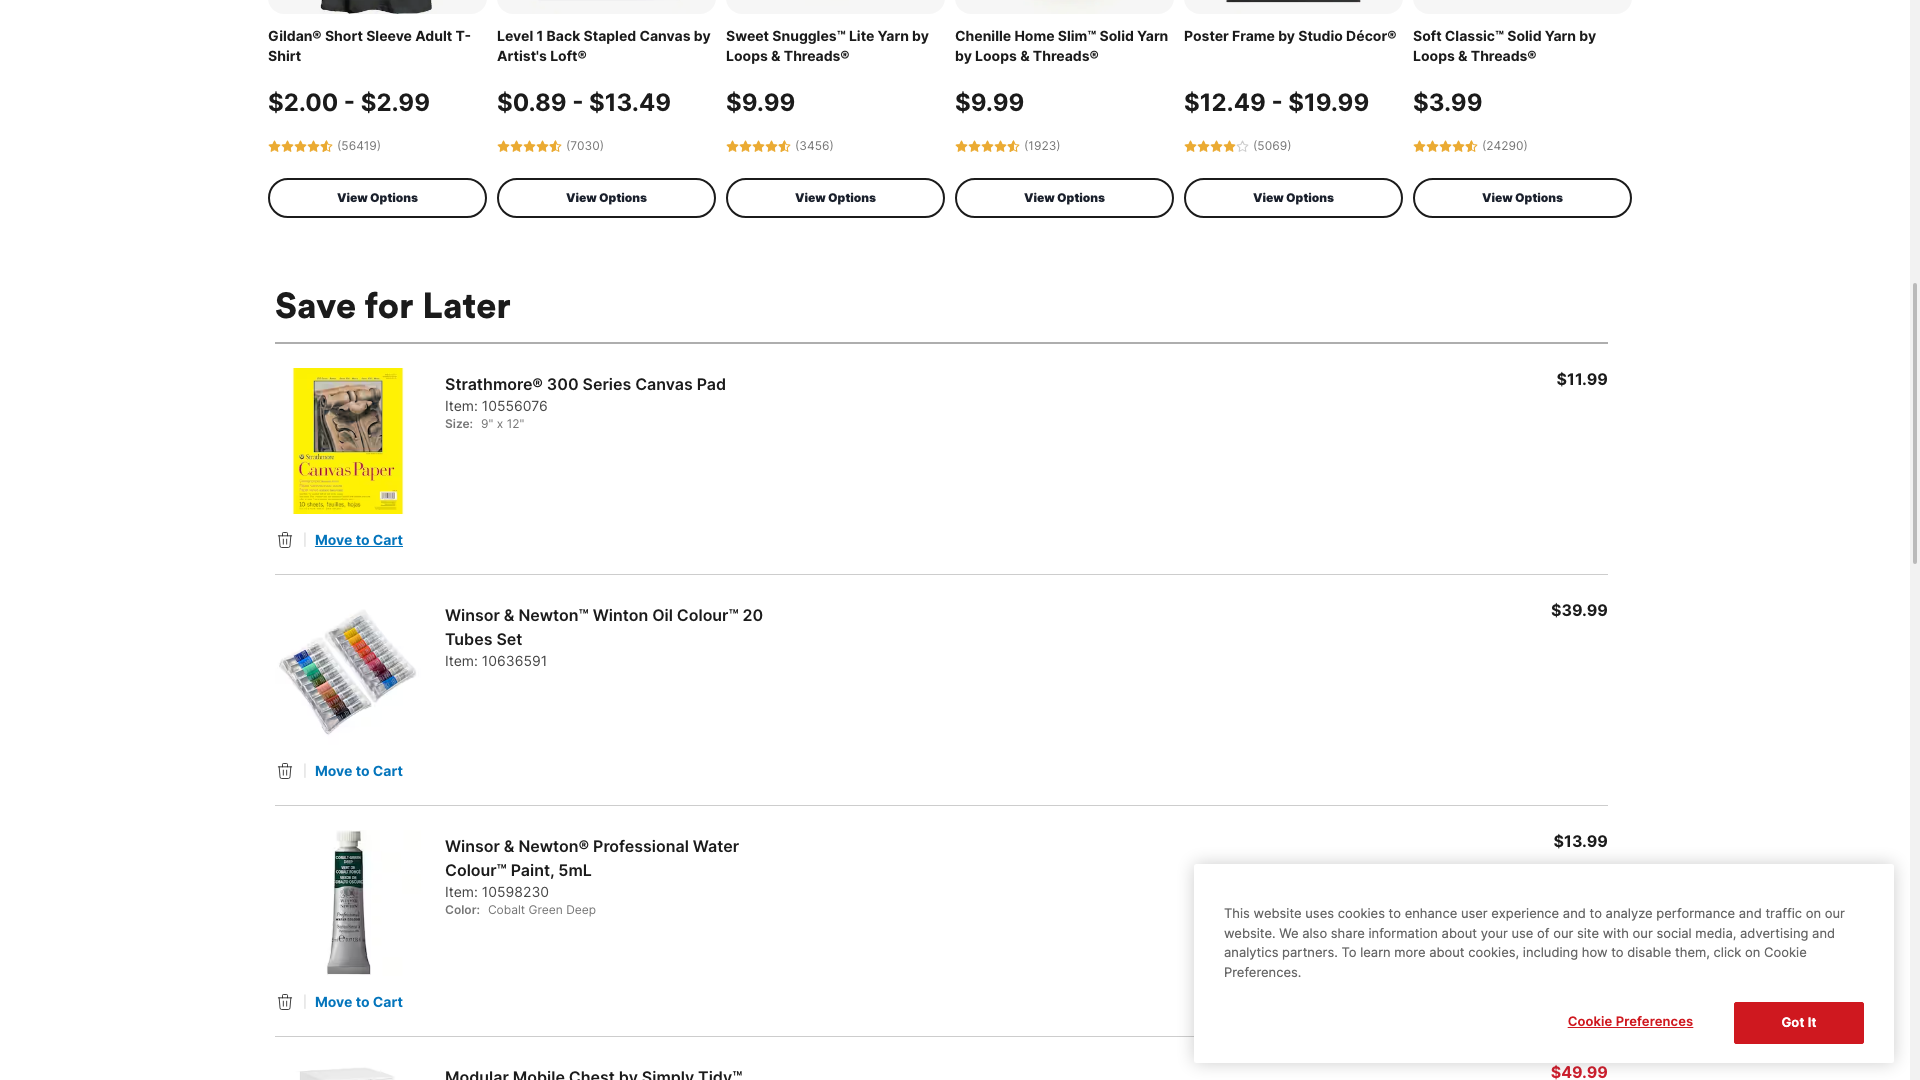 Gildan® Short Sleeve Adult T-
Shirt
$2.00 - $2.99
(56419)
View Options
Level 1 Back Stapled Canvas by
Artist's Loft®
$0.89 - $13.49
(7030)
View Options
Sweet Snuggles™ Lite Yarn by
Loops & Threads®
$9.99
(3456)
View Options
Chenille Home Slim™ Solid Yarn
by Loops & Threads®
$9.99
(1923)
View Options
Poster Frame by Studio Décor®
$12.49 - $19.99
(5069)
View Options
Soft Classic™ Solid Yarn by
Loops & Threads®
$3.99
(24290)
View Options
Save for Later
Strathmore
Canvas Paper
Strathmore® 300 Series Canvas Pad
Item: 10556076
Size: 9" x 12"
$11.99
Move to Cart
Winsor & Newton™ Winton Oil Colour™ 20
Tubes Set
Item: 10636591
$39.99
Move to Cart
Winsor & Newton® Professional Water
Colour™ Paint, 5mL
Item: 10598230
Color: Cobalt Green Deep
$13.99
Move to Cart
Modular Mobile Chest by Simply Tidy™
$49.99
This website uses cookies to enhance user experience and to analyze performance and traffic on our
website. We also share information about your use of our site with our social media, advertising and
analytics partners. To learn more about cookies, including how to disable them, click on Cookie
Preferences.
Cookie Preferences
Got It